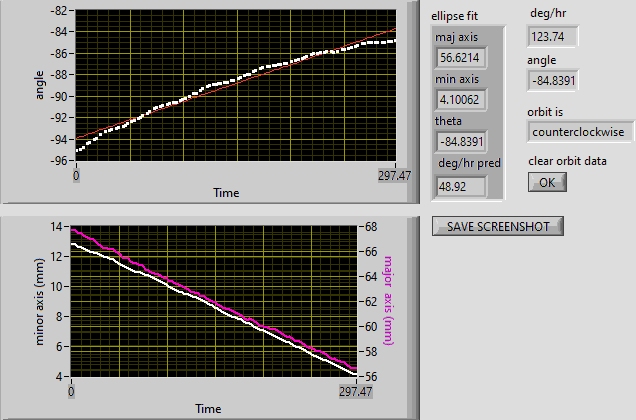 -82
-84
-86
-88
-90
-92
-94
-96
angle
0
297.47
Time
ellipse fit
maj axis
56.6214
min axis
4.10062
theta
-84.8391
deg/hr pred
48.92
deg/hr
123.74
angle
-84.8391
orbit is
counterclockwise
clear orbit data
OK
SAVE SCREENSHOT
14
12
10
8
6
4
minor axis (mm)
68
66
64
62
60
58
56
major axis (mm)
0
297.47
Time